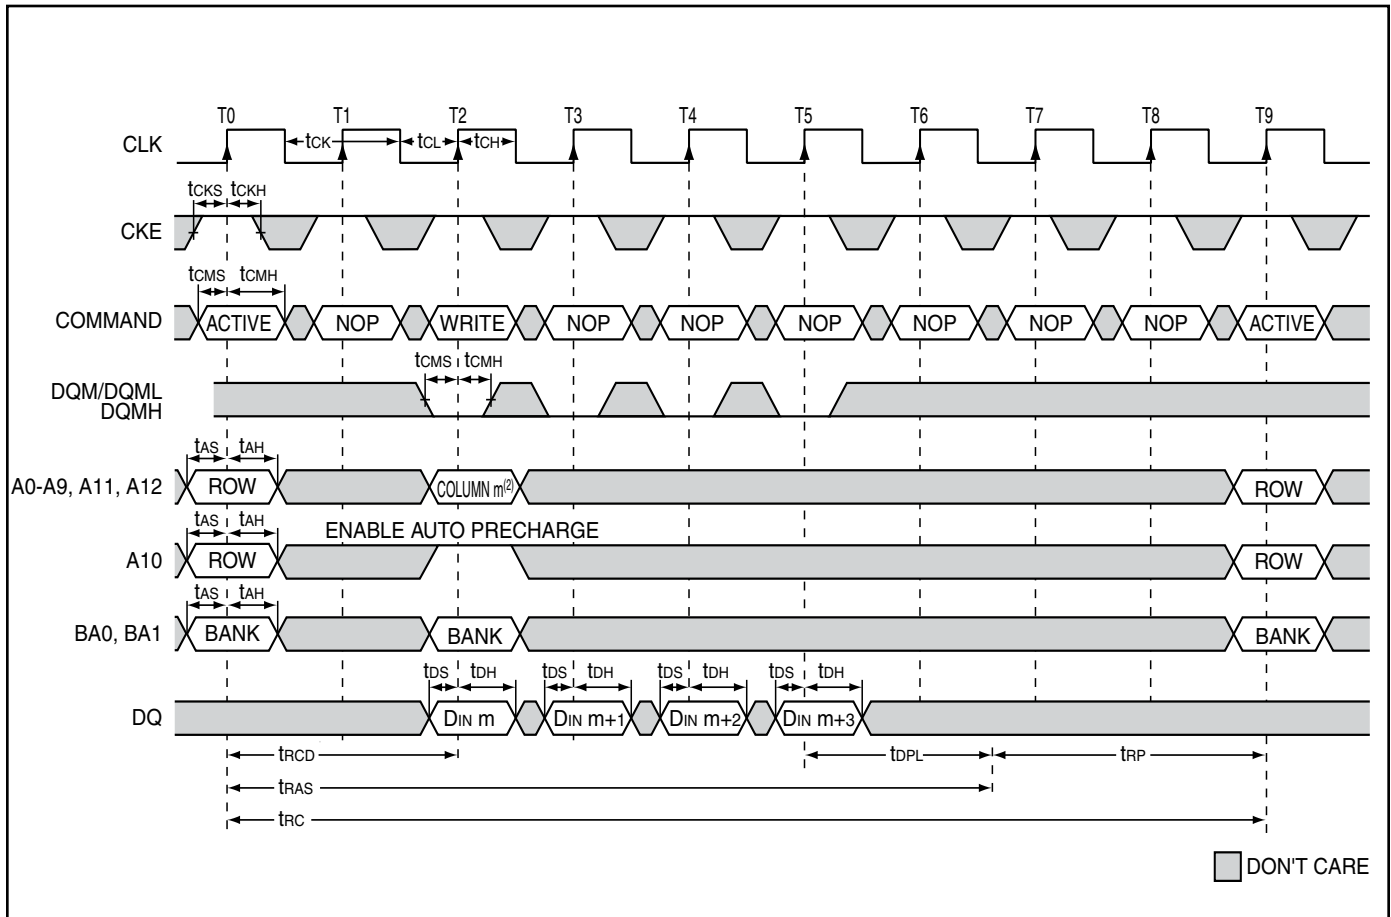 T0 T1 T2 T3 T4 T5 T6 T7 T8 T9
CLK tCK tCL tCH
tCKS tCKH
CKE
tCMS tCMH
COMMAND ACTIVE NOP WRITE NOP NOP NOP NOP NOP NOP ACTIVE
tCMS tCMH
DQM/DQML
DQMH
tAS tAH
A0-A9, A11, A12 ROW COLUMN m(2) ROW
tAS tAH ENABLE AUTO PRECHARGE
A10 ROW ROW
tAS tAH
BA0, BA1 BANK BANK BANK
tDS tDH tDS tDH tDS tDH tDS tDH
DQ DIN m DIN m+1 DIN m+2 DIN m+3
tRCD tDPL tRP
tRAS
tRC
DON'T CARE